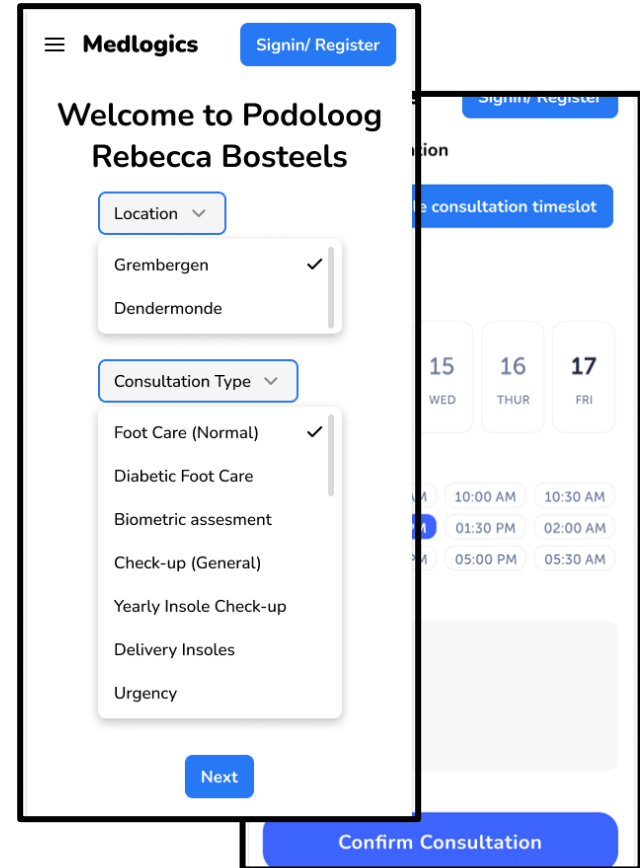 Medlogics
Signin/ Register
Welcome to Podoloog
Rebecca Bosteels
Location
Grembergen
Dendermonde
Consultation Type
Foot Care (Normal)
Diabetic Foot Care
Biometric assesment
Check-up (General)
Yearly Insole Check-up
Delivery Insoles
Urgency
Next
Signin/ Register
consultation timeslot
15
16
17
WED
THUR
FRI
10:00 AM
10:30 AM
01:30 PM
02:00 AM
05:00 PM
05:30 AM
Confirm Consultation